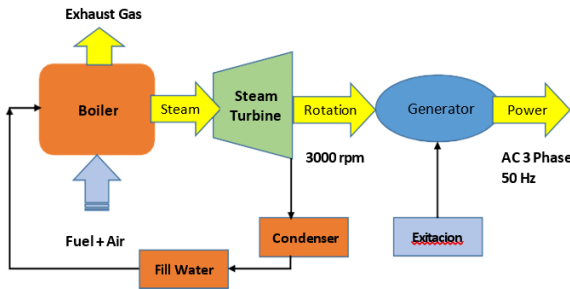 Exhaust Gas
Boiler
Steam
Steam
Turbine
Rotation
Generator
Power
3000 rpm
AC 3 Phase
50 Hz
Fuel + Air
Condenser
Exitacion
Fill Water